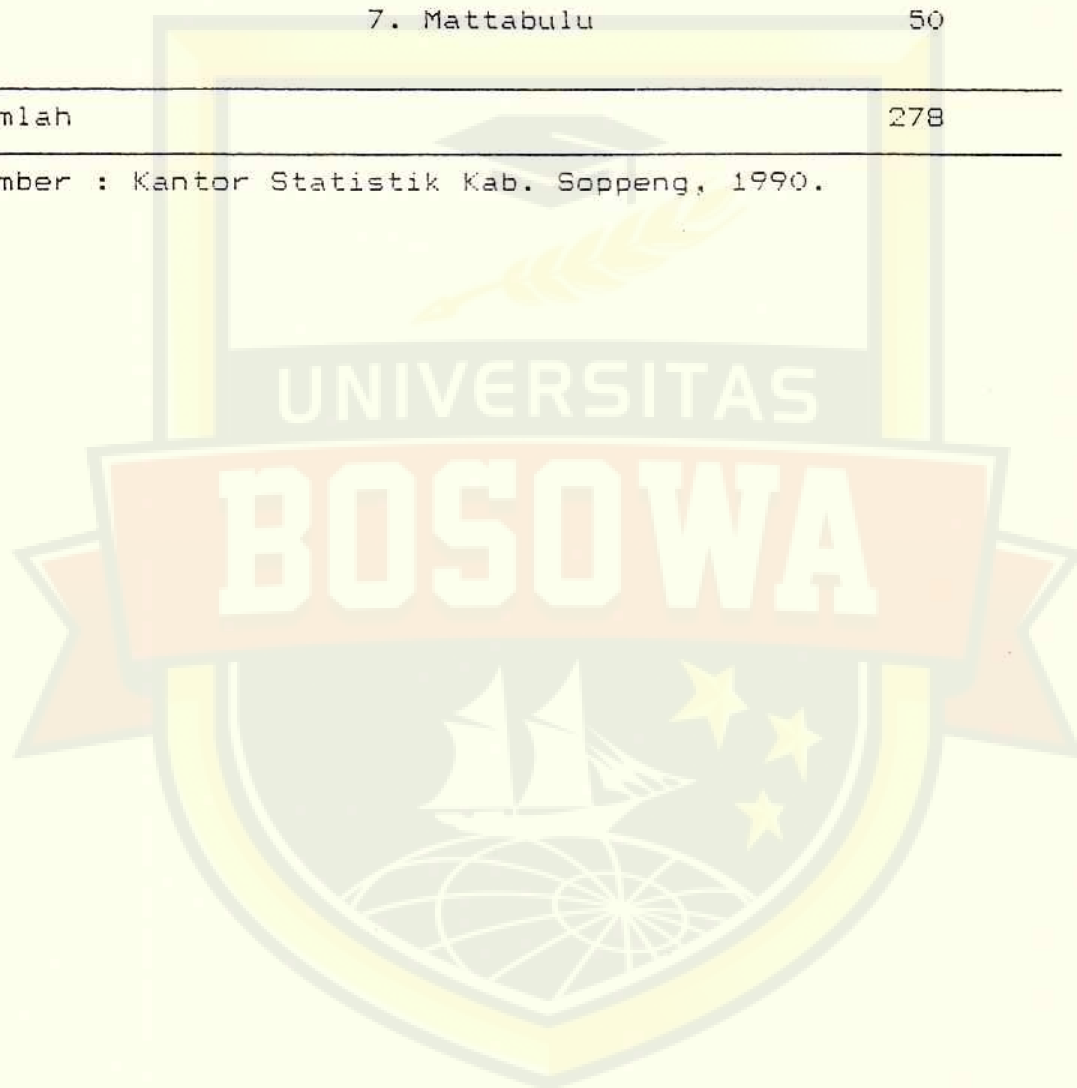 7. Mattabulu 50
mlah 278
mber : Kantor Statistik Kab. Soppeng, 1990.
UNIVERSITAS
BOSOWA